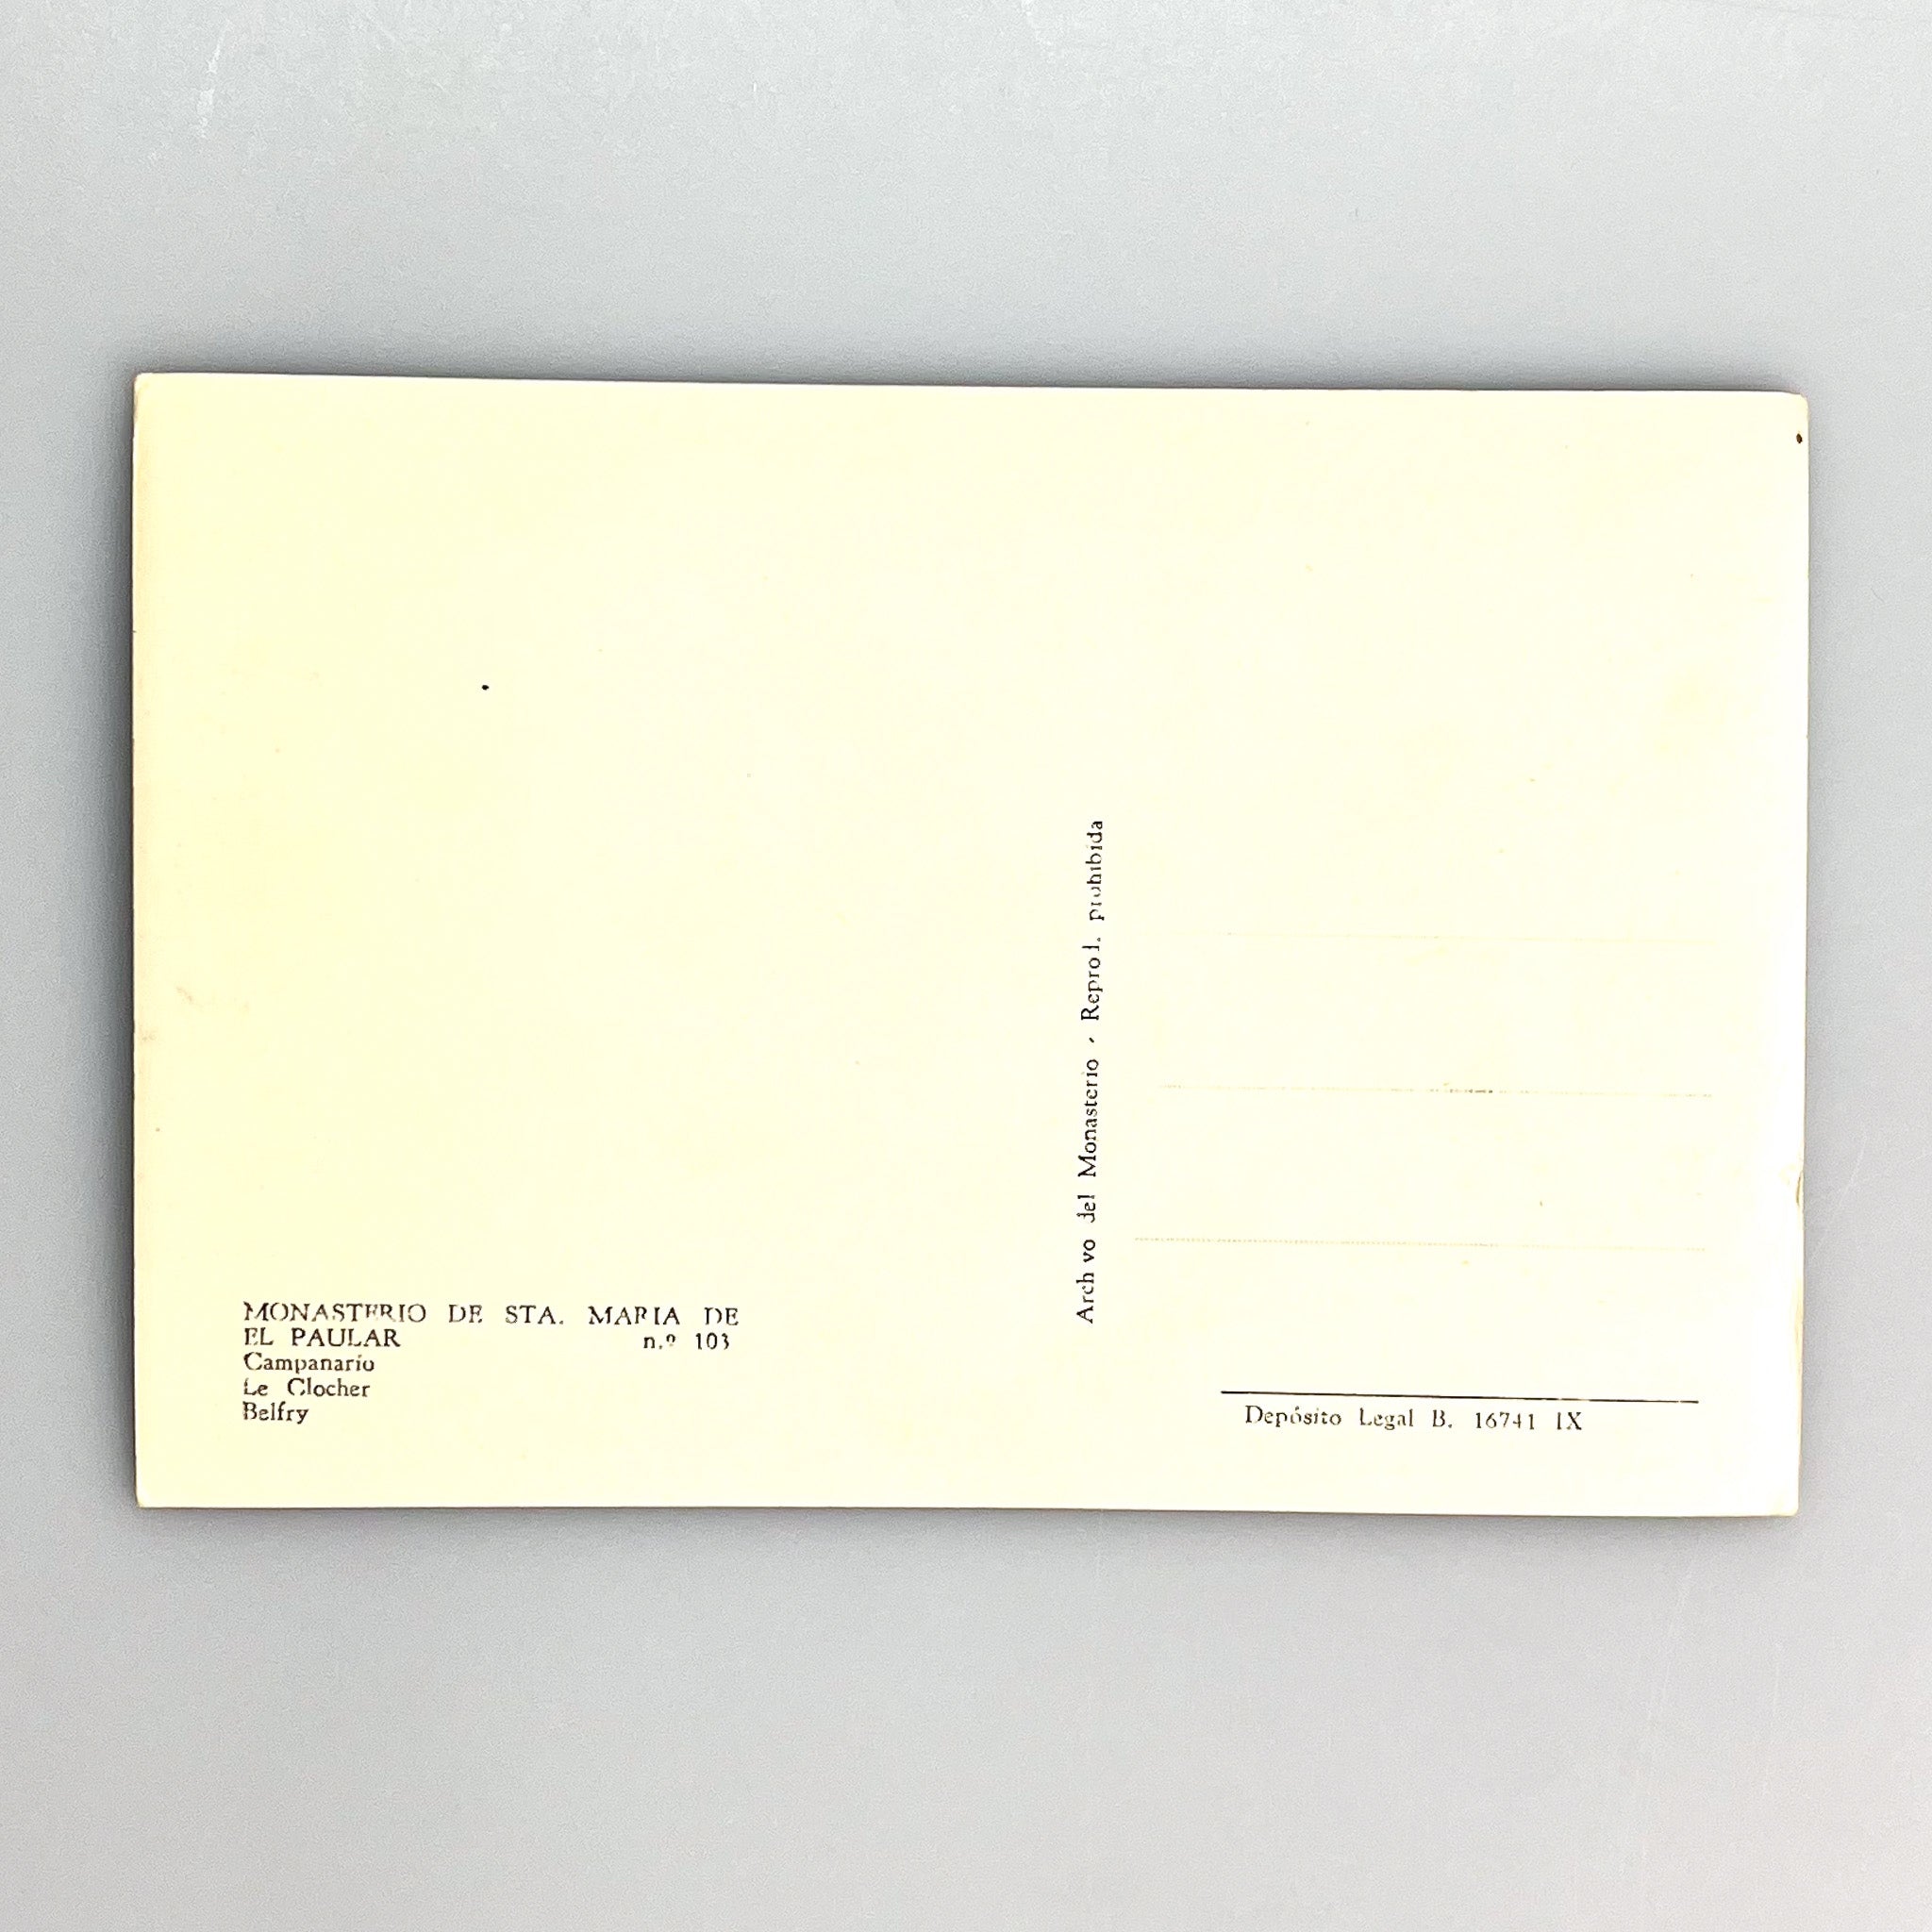 MONASTERIO DE STA. MARIA DE
EL PAULAR n.º 103
Campanario
Le Clocher
Belfry
Archivo del Monasterio - Reprod. prohibida
Depósito Legal B. 16741 IX